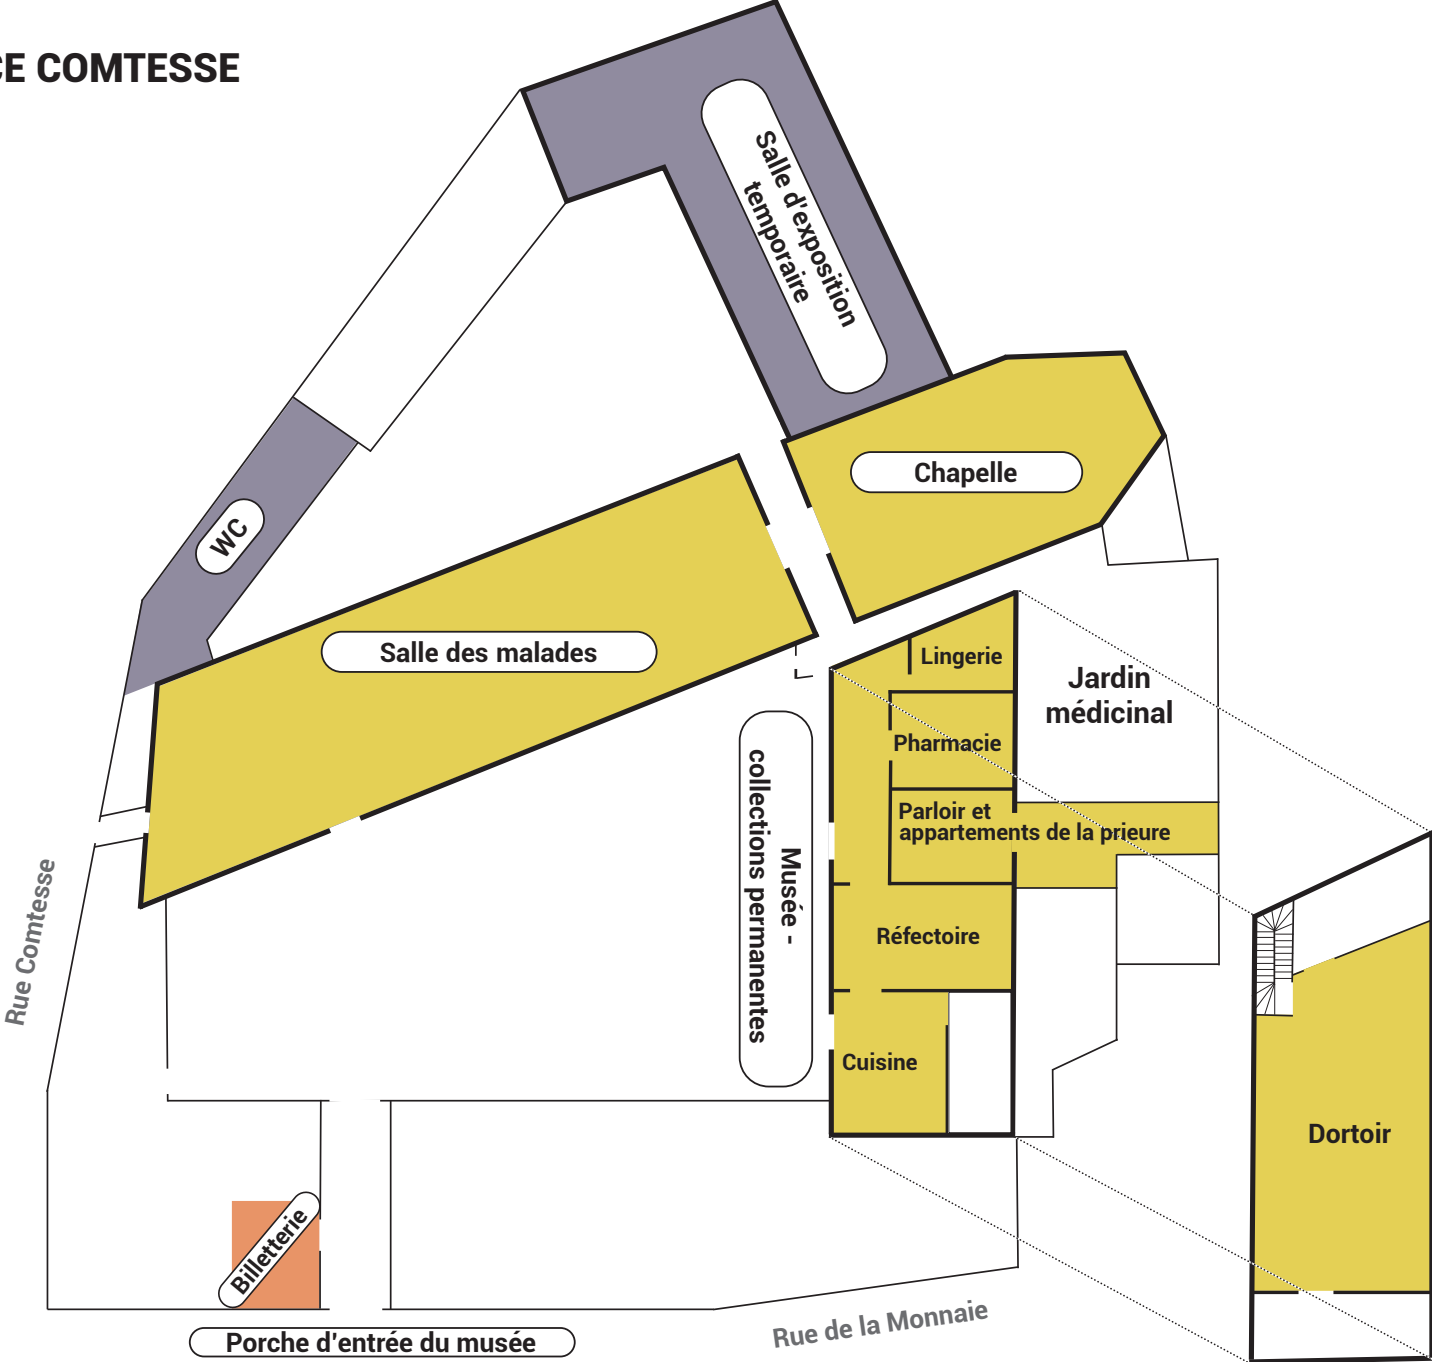 CE COMTESSE
Salle d'exposition
temporaire
Chapelle
WC
Salle des malades
Lingerie
Jardin
médicinal
Pharmacie
Musée -
collections permanentes
Parloir et
appartements de la prieure
Réfectoire
Rue Comtesse
Cuisine
Dortoir
Billetterie
Porche d'entrée du musée
Rue de la Monnaie